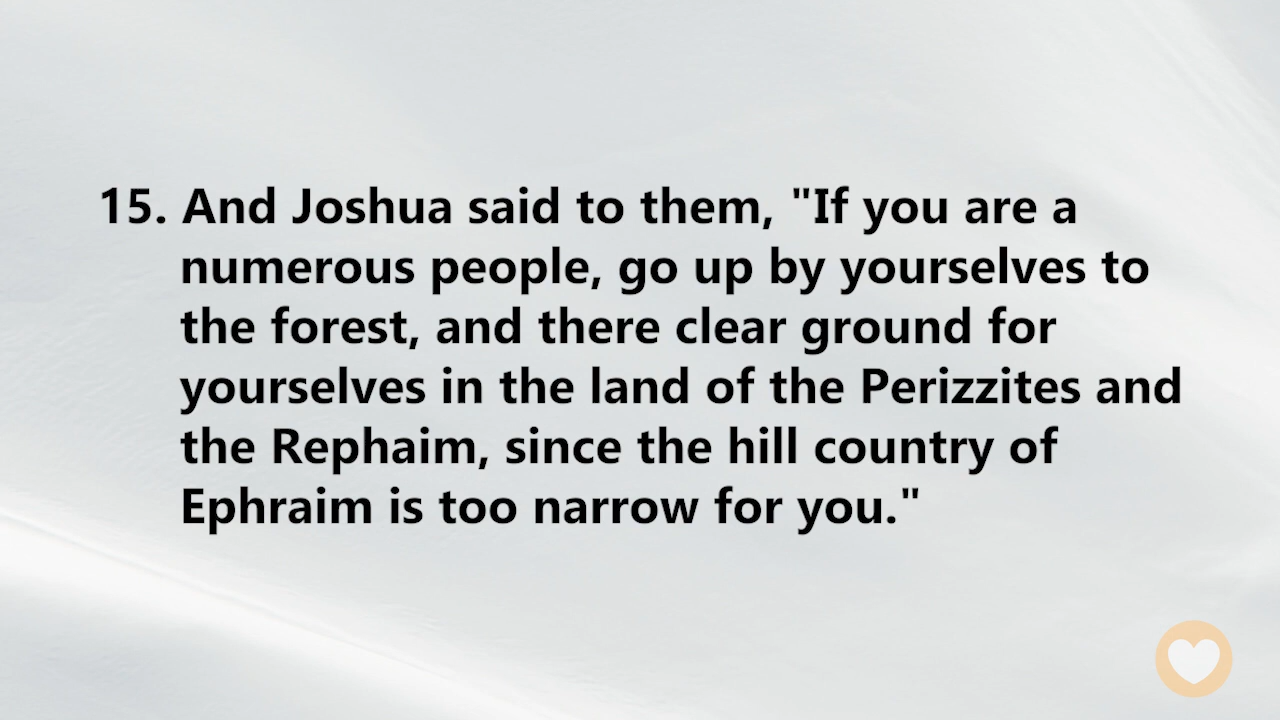 15. And Joshua said to them, "If you are a
numerous people, go up by yourselves to
the forest, and there clear ground for
yourselves in the land of the Perizzites and
the Rephaim, since the hill country of
Ephraim is too narrow for you."